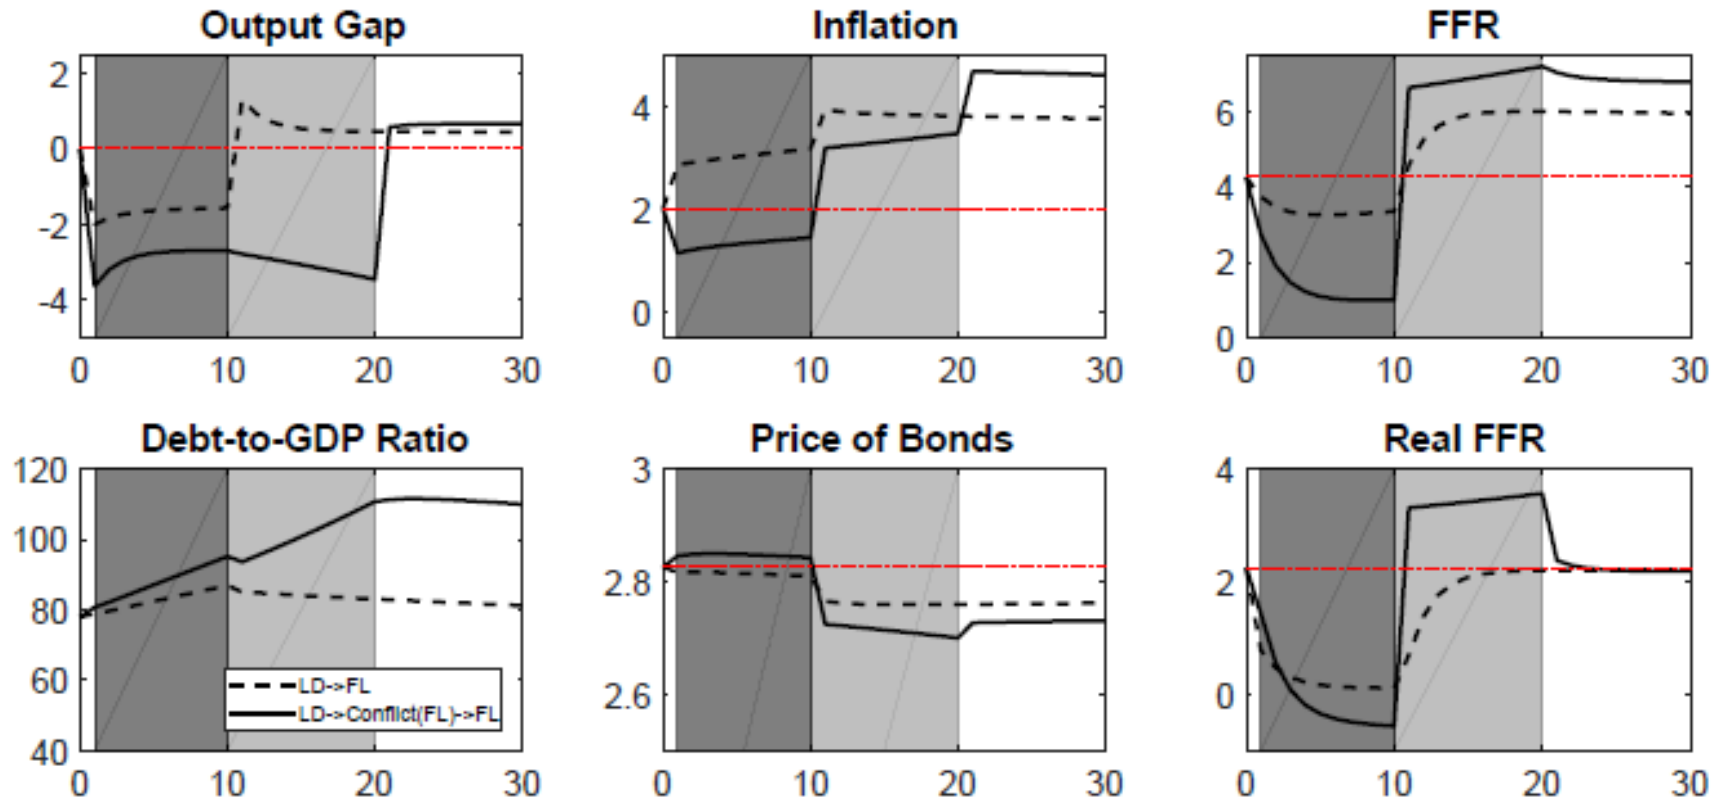 Output Gap
2
0
-2
-4
0 10 20 30
Inflation
4
2
0
0 10 20 30
FFR
6
4
2
0
0 10 20 30
Debt-to-GDP Ratio
120
100
80
60
40
LD->FL
LD->Conflict(FL)->FL
0 10 20 30
Price of Bonds
3
2.8
2.6
0 10 20 30
Real FFR
4
2
0
0 10 20 30